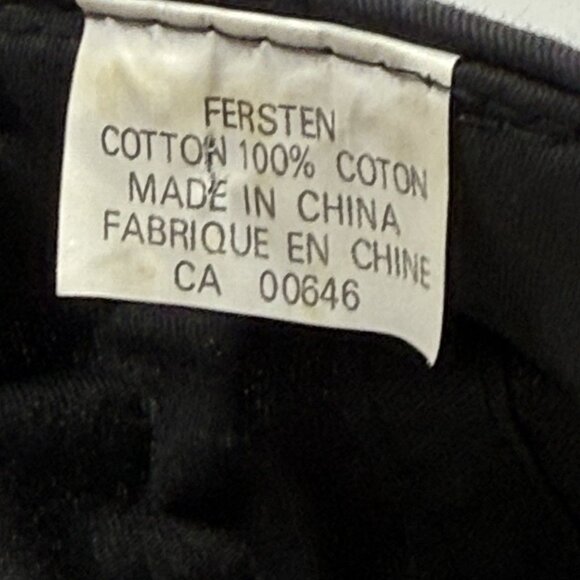 FERSTEN
COTTON 100% COTON
MADE IN CHINA
FABRIQUE EN CHINE
CA 00646